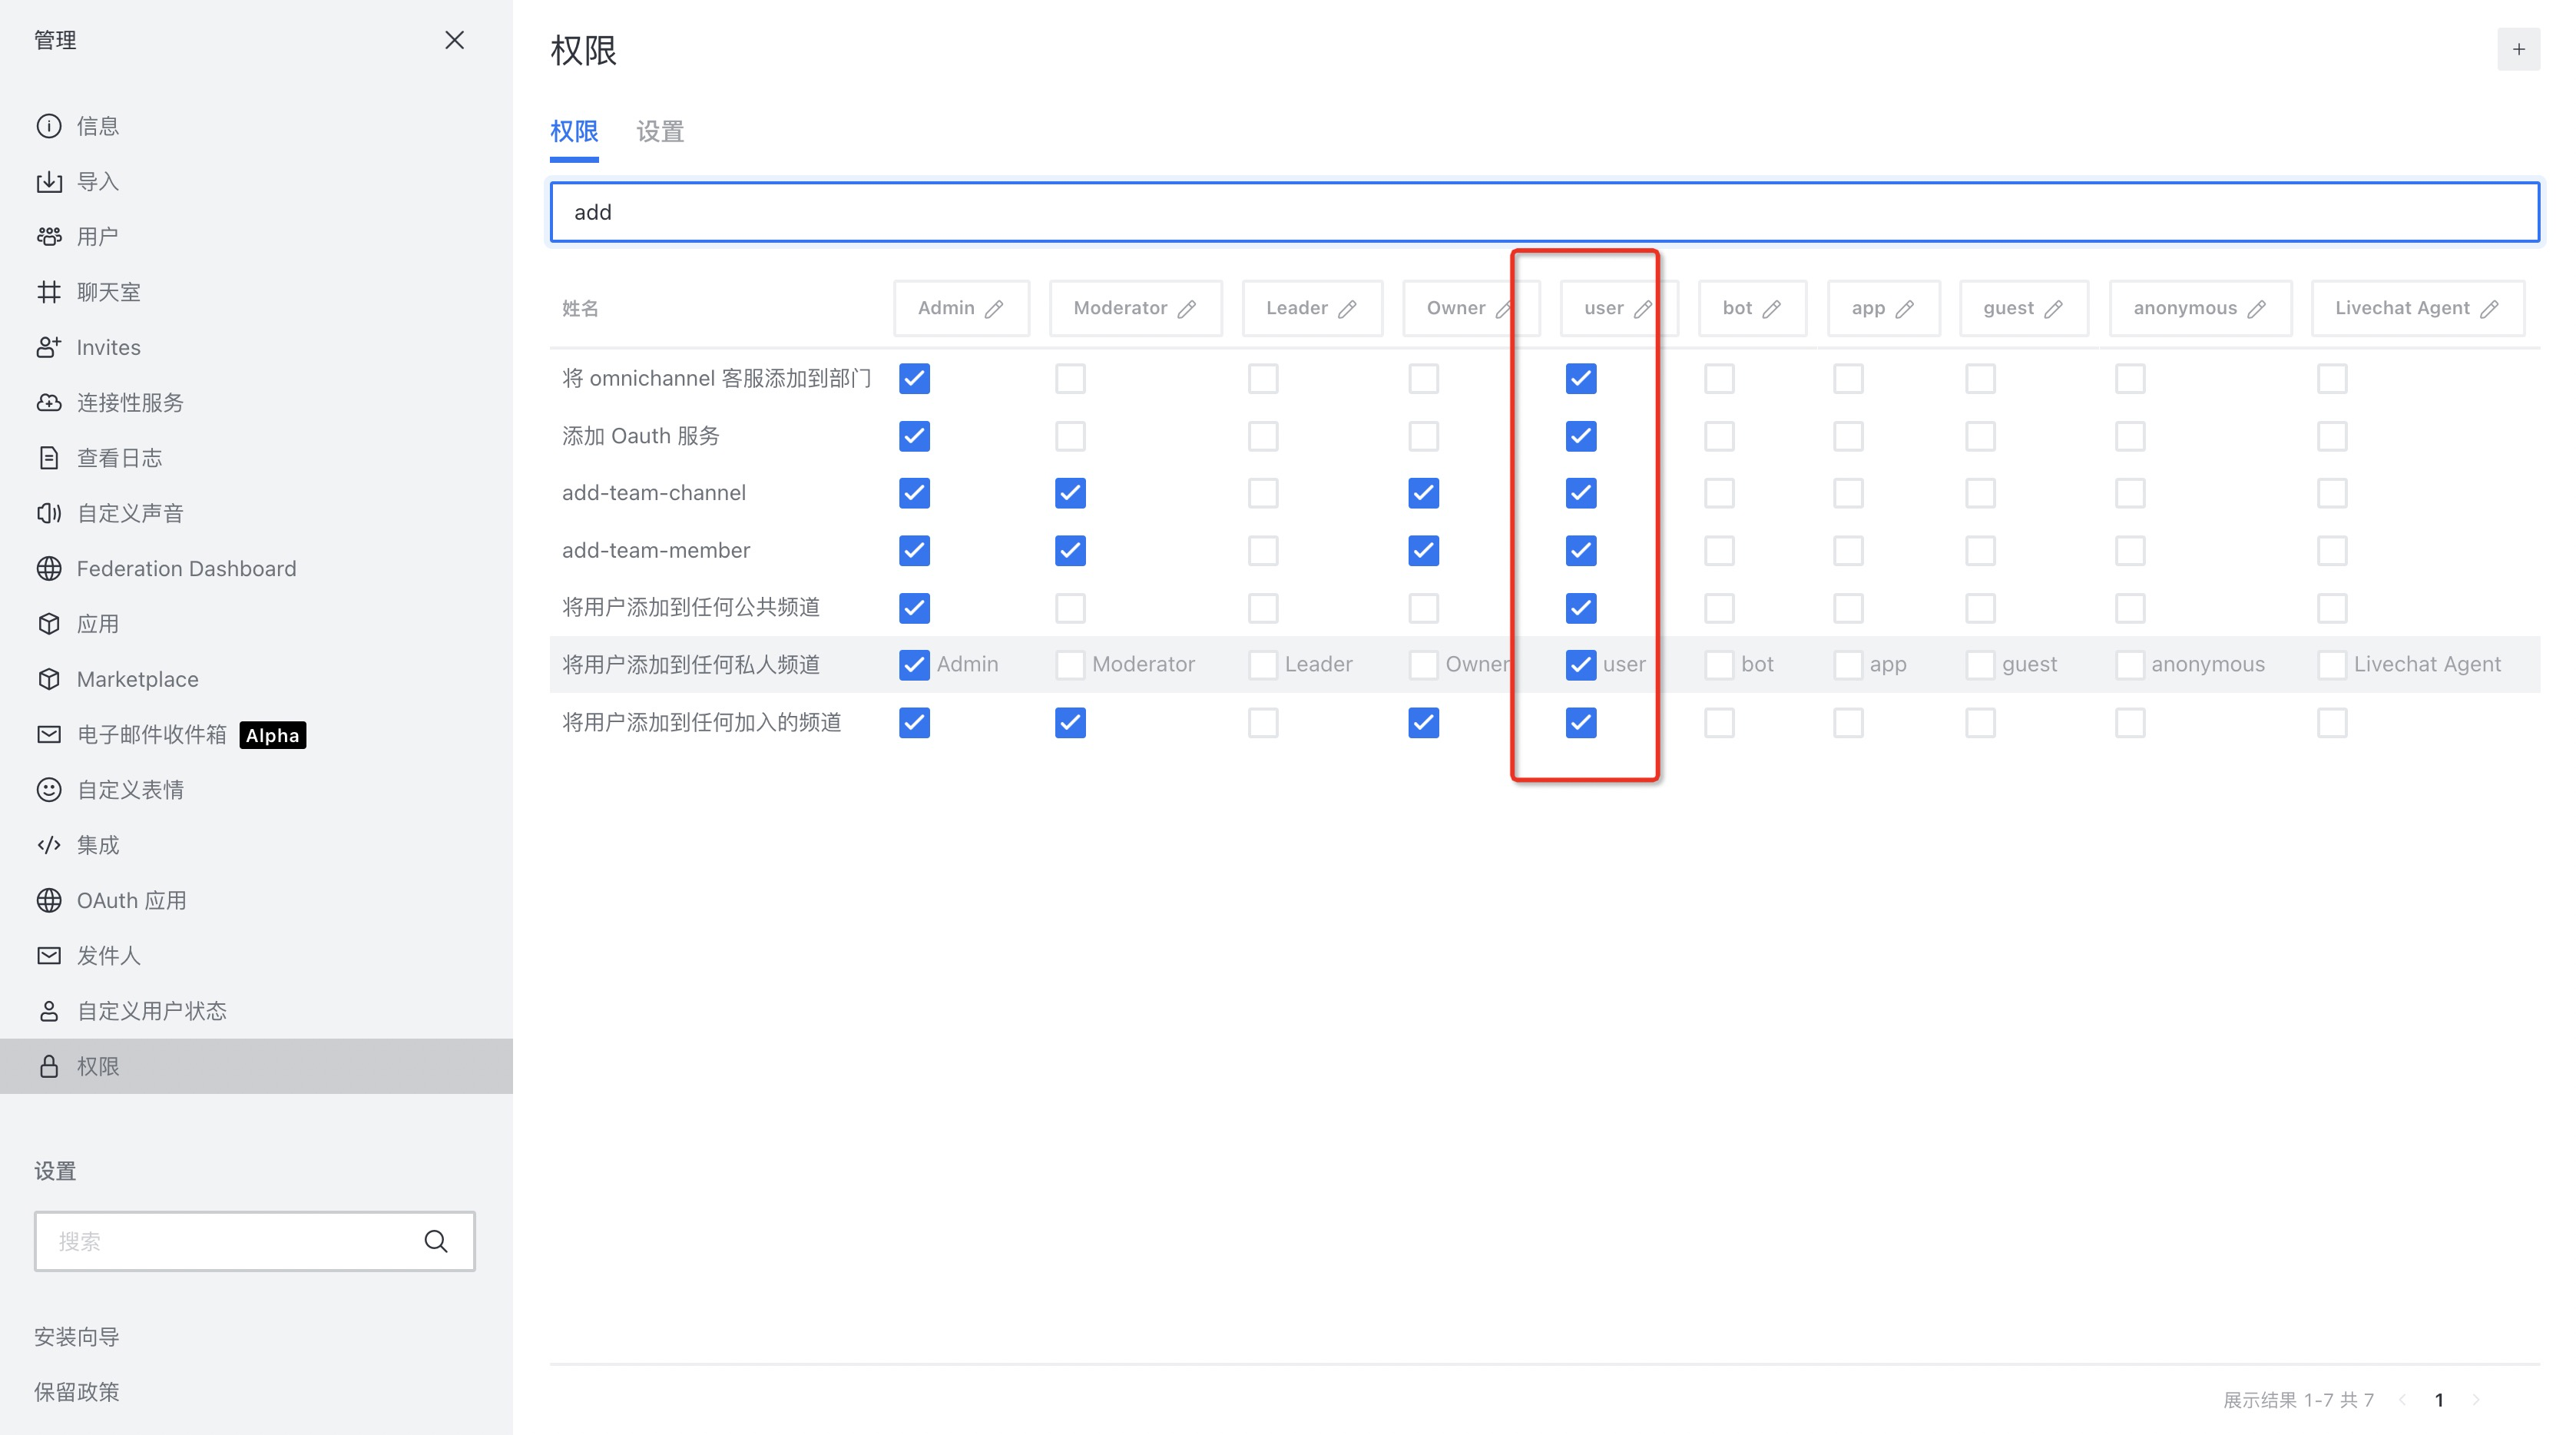 管理
信息
导入
用户
聊天室
Invites
连接性服务
查看日志
自定义声音
Federation Dashboard
应用
Marketplace
电子邮件收件箱 Alpha
自定义表情
集成
OAuth 应用
发件人
自定义用户状态
权限
设置
搜索
安装向导
保留政策
权限
权限 设置
add
姓名 Admin Moderator Leader Owner user bot app guest anonymous Livechat Agent
将 omnichannel 客服添加到部门
添加 Oauth 服务
add-team-channel
add-team-member
将用户添加到任何公共频道
将用户添加到任何私人频道 Admin Moderator Leader Owner user bot app guest anonymous Livechat Agent
将用户添加到任何加入的频道
展示结果 1-7 共 7 1